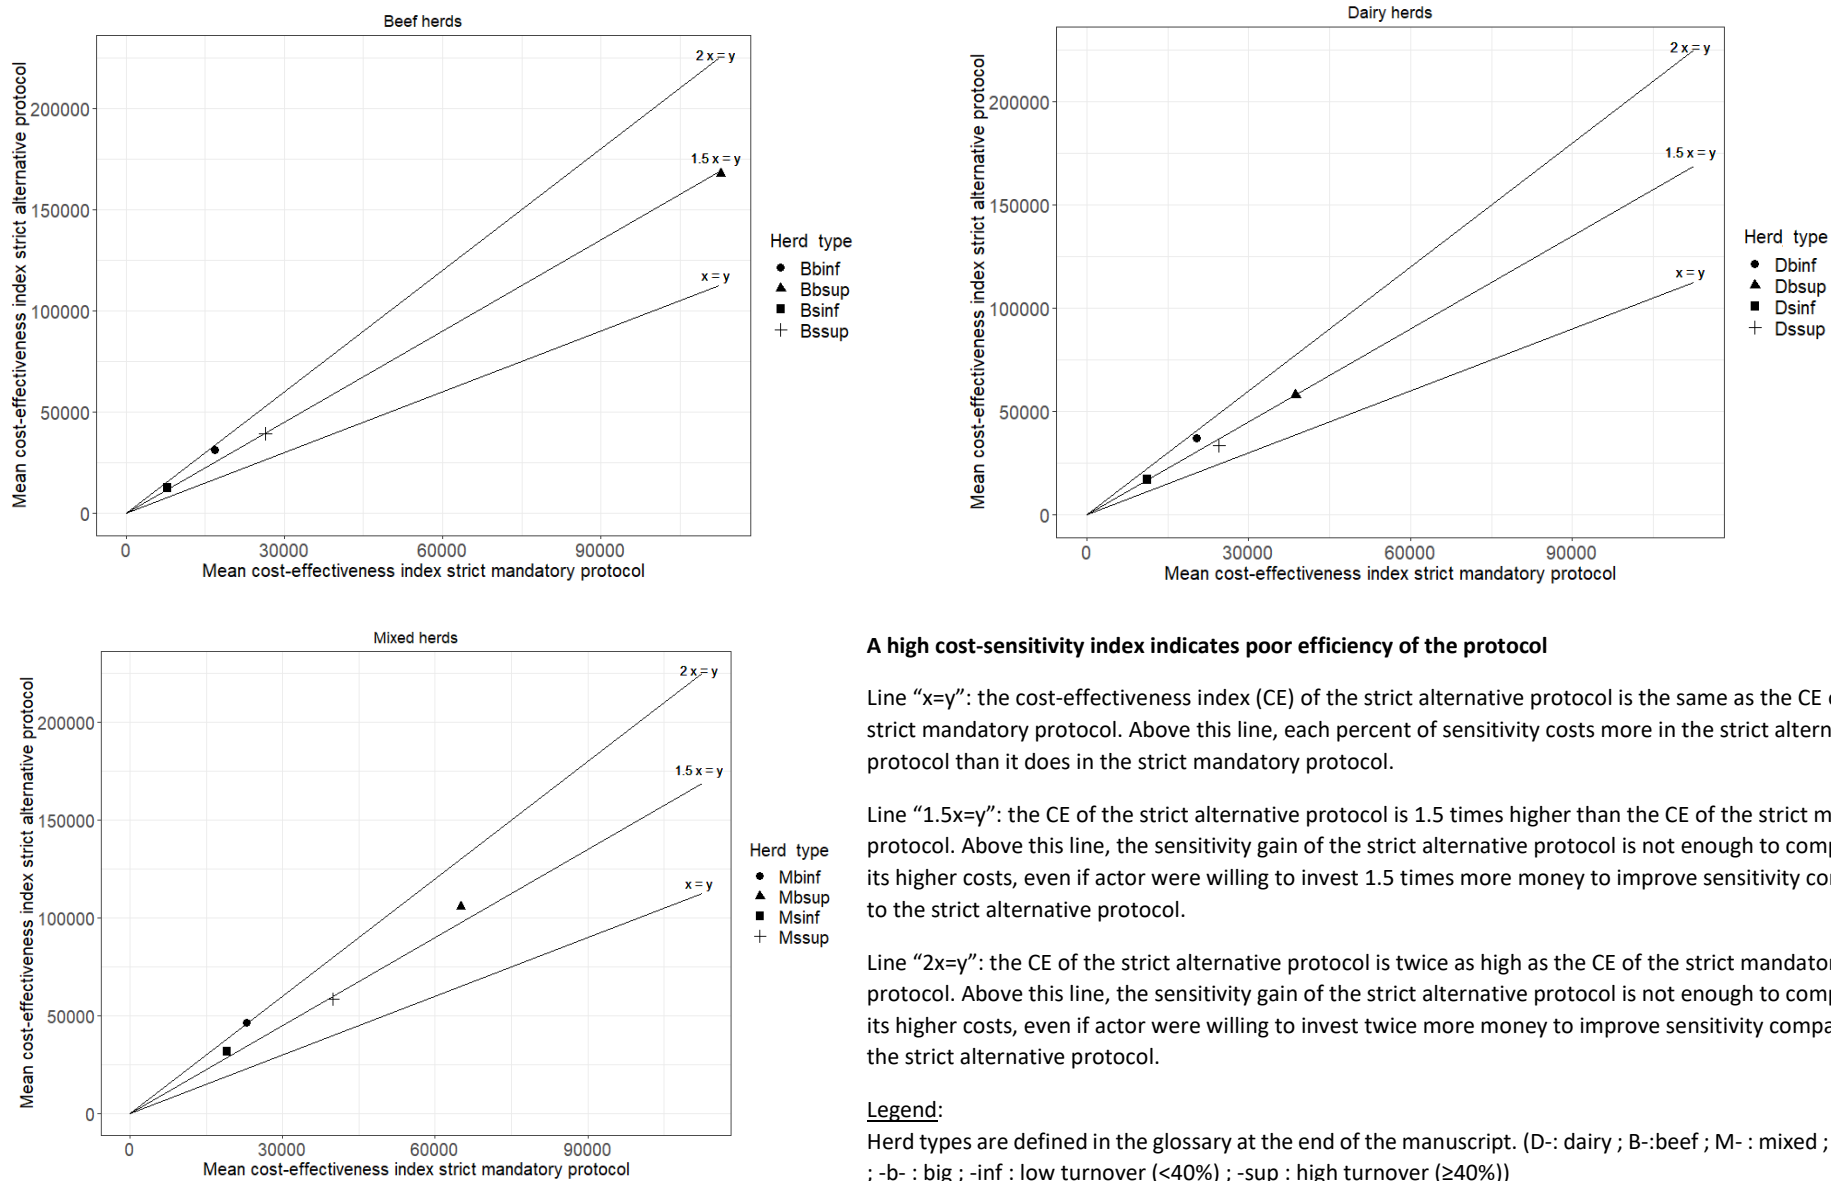 Beef herds
2 x = y
1.5 x = y
x = y
200000
150000
100000
50000
0
0
30000
60000
90000
Mean cost-effectiveness index strict mandatory protocol
Mean cost-effectiveness index strict alternative protocol
Herd type
Bbinf
Bbsup
Bsinf
Bssup
Dairy herds
2 x = y
1.5 x = y
x = y
200000
150000
100000
50000
0
0
30000
60000
90000
Mean cost-effectiveness index strict mandatory protocol
Mean cost-effectiveness index strict alternative protocol
Herd type
Dbinf
Dbsup
Dsinf
Dssup
Mixed herds
2 x = y
1.5 x = y
x = y
200000
150000
100000
50000
0
0
30000
60000
90000
Mean cost-effectiveness index strict mandatory protocol
Mean cost-effectiveness index strict alternative protocol
Herd type
Mbinf
Mbsup
Msinf
Mssup
A high cost-sensitivity index indicates poor efficiency of the protocol
Line “x=y”: the cost-effectiveness index (CE) of the strict alternative protocol is the same as the CE
strict mandatory protocol. Above this line, each percent of sensitivity costs more in the strict
protocol than it does in the strict mandatory protocol.
Line “1.5x=y”: the CE of the strict alternative protocol is 1.5 times higher than the CE of the strict
protocol. Above this line, the sensitivity gain of the strict alternative protocol is not enough to
its higher costs, even if actor were willing to invest 1.5 times more money to improve sensitivity
to the strict alternative protocol.
Line “2x=y”: the CE of the strict alternative protocol is twice as high as the CE of the strict
protocol. Above this line, the sensitivity gain of the strict alternative protocol is not enough to
its higher costs, even if actor were willing to invest twice more money to improve sensitivity
the strict alternative protocol.
Legend:
Herd types are defined in the glossary at the end of the manuscript. (D-: dairy ; B-:beef ; M- : mixed ;
; -b- : big ; -inf : low turnover (<40%) ; -sup : high turnover (≥40%))